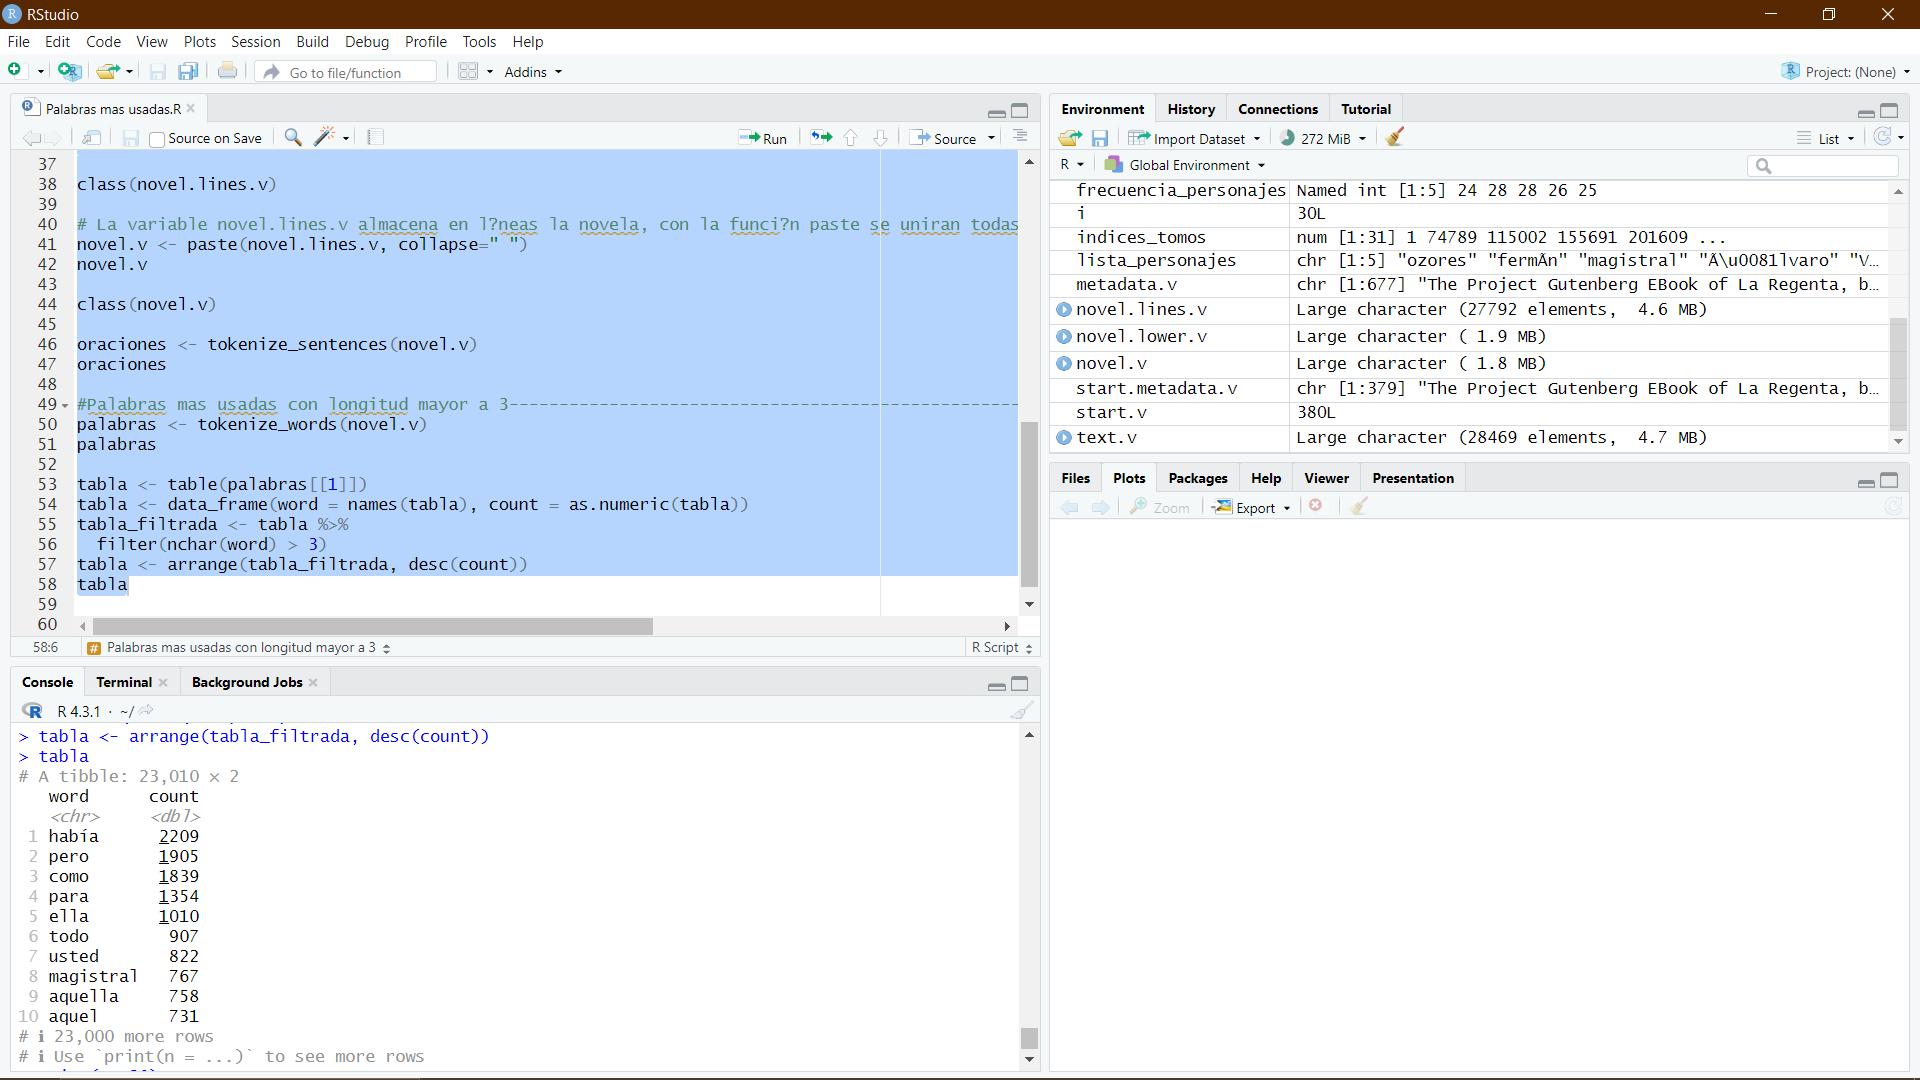 RStudio
File Edit Code View Plots Session Build Debug Profile Tools Help
Go to file/function Addins Project: (None)
Palabras mas usadas.R
Source on Save Run Source
37
38 class(novel.lines.v)
39
40 # La variable novel.lines.v almacena en l?neas la novela, con la funci?n paste se uniran todas
41 novel.v <- paste(novel.lines.v, collapse=" ")
42 novel.v
43
44 class(novel.v)
45
46 oraciones <- tokenize_sentences(novel.v)
47 oraciones
48
49 #Palabras mas usadas con longitud mayor a 3---------------------------------------------------
50 palabras <- tokenize_words(novel.v)
51 palabras
52
53 tabla <- table(palabras[[1]])
54 tabla <- data_frame(word = names(tabla), count = as.numeric(tabla))
55 tabla_filtrada <- tabla %>%
56 filter(nchar(word) > 3)
57 tabla <- arrange(tabla_filtrada, desc(count))
58 tabla
59
60
58:6 # Palabras mas usadas con longitud mayor a 3 R Script
Console Terminal Background Jobs
R R 4.3.1 · ~/
> tabla <- arrange(tabla_filtrada, desc(count))
> tabla
# A tibble: 23,010 × 2
word count
<chr> <dbl>
1 había 2209
2 pero 1905
3 como 1839
4 para 1354
5 ella 1010
6 todo 907
7 usted 822
8 magistral 767
9 aquella 758
10 aquel 731
# ℹ 23,000 more rows
# ℹ Use `print(n = ...)` to see more rows
Environment History Connections Tutorial
Import Dataset 272 MiB List
R Global Environment
frecuencia_personajes Named int [1:5] 24 28 28 26 25
i 30L
indices_tomos num [1:31] 1 74789 115002 155691 201609 ...
lista_personajes chr [1:5] "ozores" "fermÃn" "magistral" "Ã\u0081lvaro" "V…
metadata.v chr [1:677] "The Project Gutenberg EBook of La Regenta, b…
novel.lines.v Large character (27792 elements, 4.6 MB)
novel.lower.v Large character ( 1.9 MB)
novel.v Large character ( 1.8 MB)
start.metadata.v chr [1:379] "The Project Gutenberg EBook of La Regenta, b…
start.v 380L
text.v Large character (28469 elements, 4.7 MB)
Files Plots Packages Help Viewer Presentation
Zoom Export